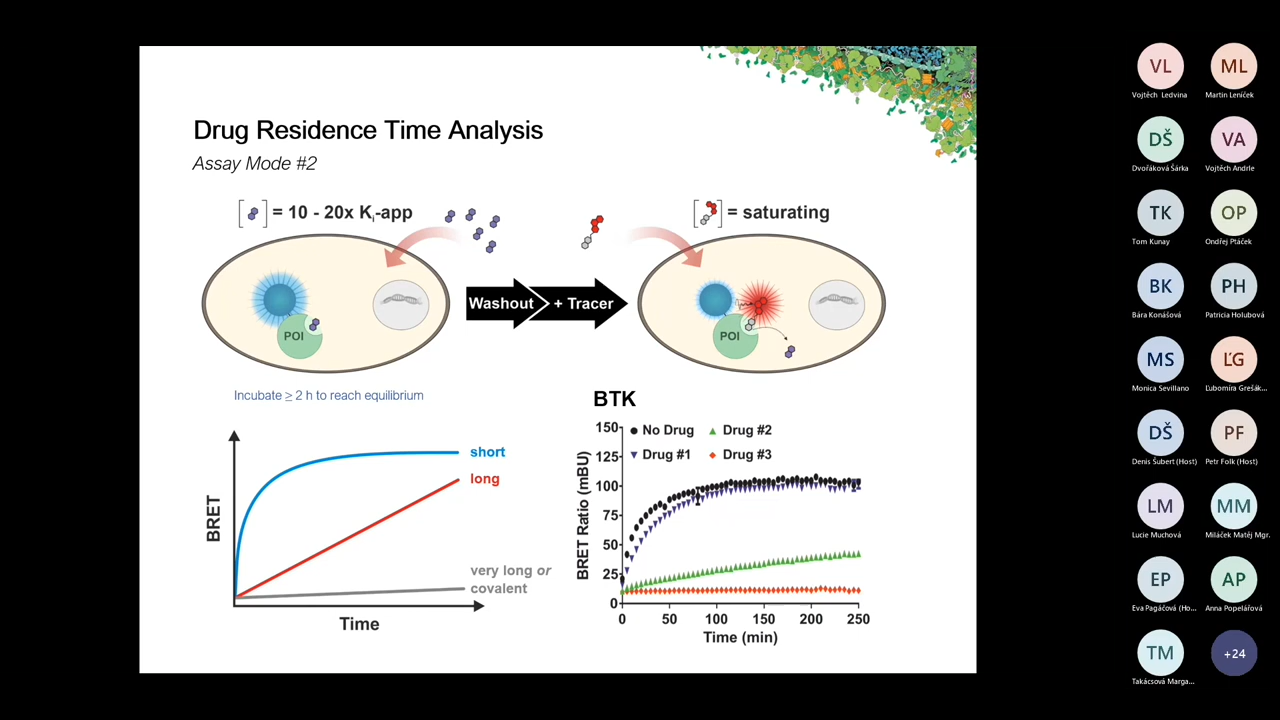 Drug Residence Time Analysis
Assay Mode #2
[ ] = 10 - 20x Ki-app
[ ] = saturating
Washout
+ Tracer
POI
POI
Incubate ≥ 2 h to reach equilibrium
BRET
short
long
very long or
covalent
Time
BTK
BRET Ratio (mBU)
150
125
100
75
50
25
0
No Drug
Drug #2
Drug #1
Drug #3
0 50 100 150 200 250
Time (min)
VL ML
Vojtěch Ledvina Martin Leníček
DŠ VA
Dvořáková Šárka Vojtěch Andrle
TK OP
Tom Kunay Ondřej Ptáček
BK PH
Bára Konášová Patricia Holubová
MS ĽG
Monica Sevillano Ľubomíra Grešák...
DŠ PF
Denis Šubert (Host) Petr Folk (Host)
LM MM
Lucie Muchová Miláček Matěj Mgr.
EP AP
Eva Pagáčová (Ho... Anna Popelářová
TM +24
Takácsová Marga...